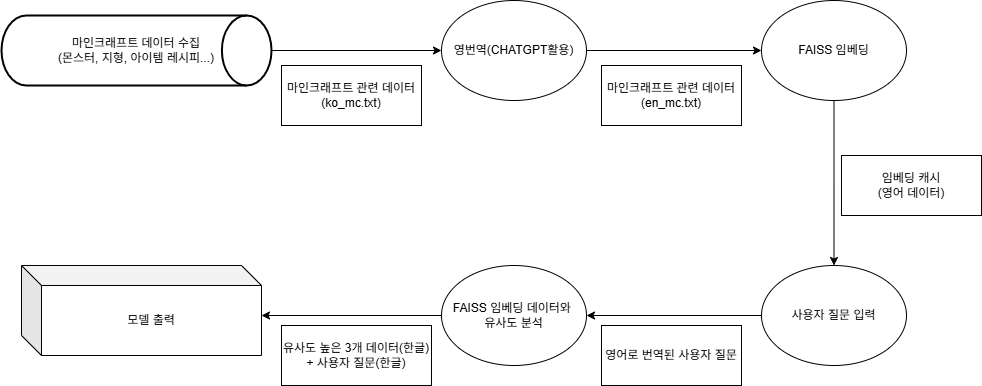 마인크래프트 데이터 수집
(몬스터, 지형, 아이템 레시피...)
영번역(CHATGPT활용)
FAISS 임베딩
마인크래프트 관련 데이터
(ko_mc.txt)
마인크래프트 관련 데이터
(en_mc.txt)
임베딩 캐시
(영어 데이터)
사용자 질문 입력
영어로 번역된 사용자 질문
FAISS 임베딩 데이터와
유사도 분석
유사도 높은 3개 데이터(한글)
+ 사용자 질문(한글)
모델 출력